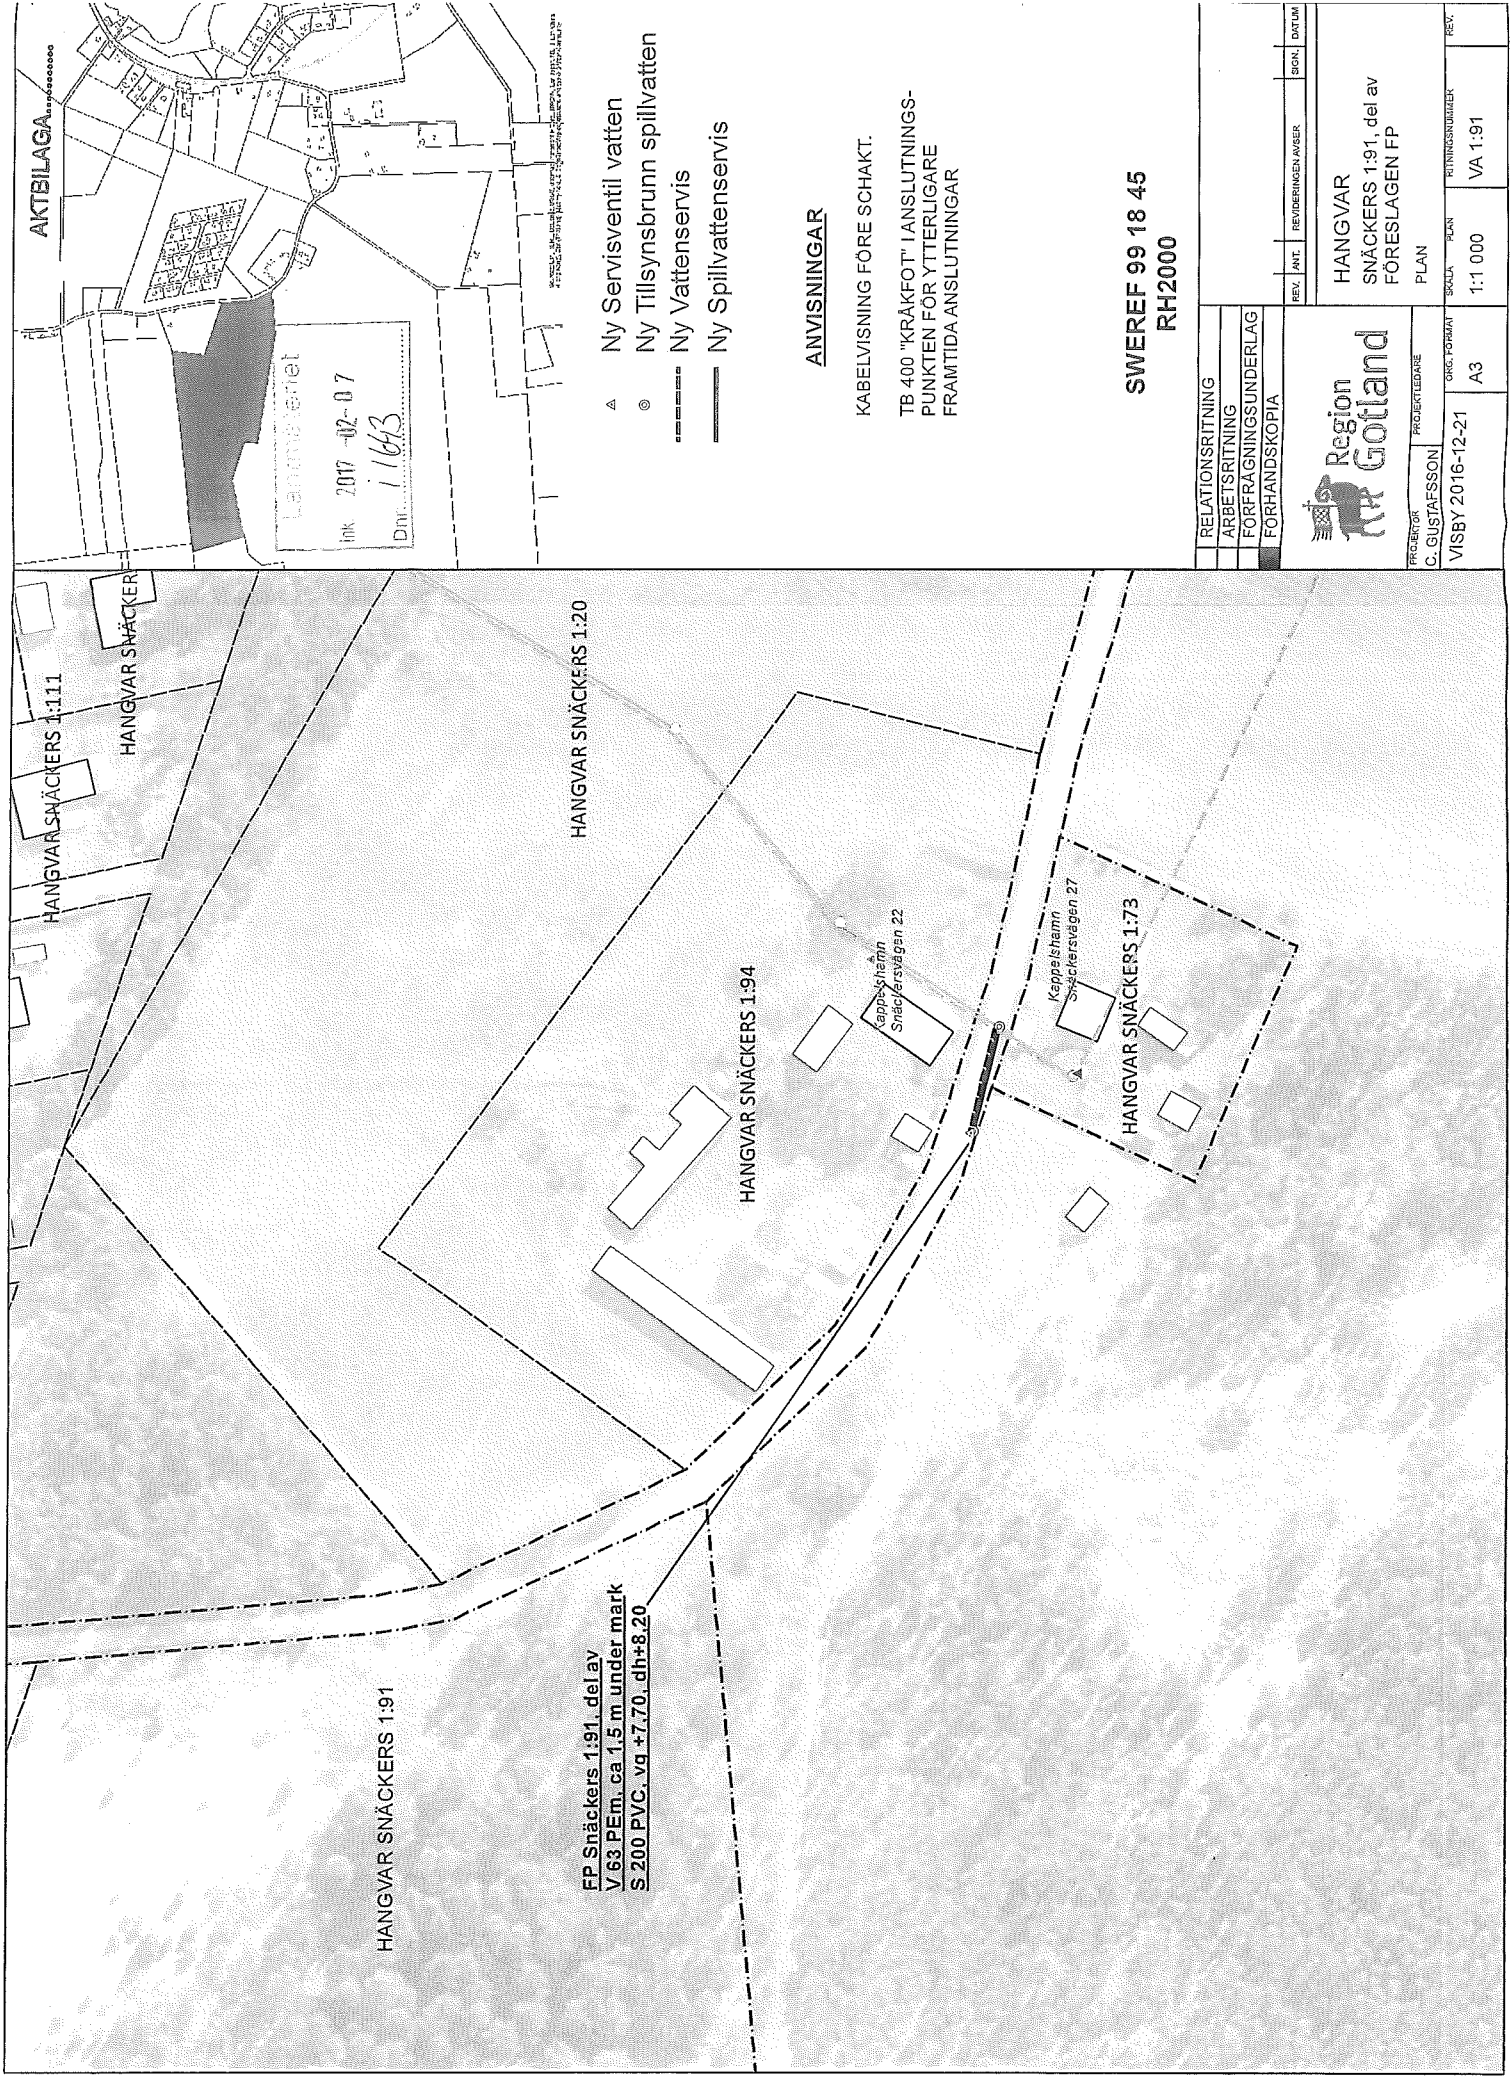 AKTBILAGA
Lantmäteriet
Ink 2017 -02- 07
Dnr. i 1643
Ny Servisventil vatten
Ny Tillsynsbrunn spillvatten
Ny Vattenservis
Ny Spillvattenservis
ANVISNINGAR
KABELVISNING FÖRE SCHAKT.
TB 400 "KRÅKFOT" I ANSLUTNINGS-
PUNKTEN FÖR YTTERLIGARE
FRAMTIDA ANSLUTNINGAR
SWEREF 99 18 45
RH2000
RELATIONSRITNING
ARBETSRITNING
FÖRFRÅGNINGSUNDERLAG
FÖRHANDSKOPIA
REV. ANT. REVIDERINGEN AVSER SIGN. DATUM
Region
Gotland
HANGVAR
SNÄCKERS 1:91, del av
FÖRESLAGEN FP
PLAN
PROJEKTÖR
C. GUSTAFSSON
PROJEKTLEDARE
VISBY 2016-12-21
ORG. FORMAT
A3
SKALA PLAN
1:1 000
RITNINGSNUMMER
VA 1:91
REV.
HANGVAR SNÄCKERS 1:111
HANGVAR SNÄCKER
HANGVAR SNÄCKERS 1:20
HANGVAR SNÄCKERS 1:94
Kappelshamn
Snäckersvägen 22
Kappelshamn
Snäckersvägen 27
HANGVAR SNÄCKERS 1:73
HANGVAR SNÄCKERS 1:91
FP Snäckers 1:91, del av
V 63 PEm, ca 1,5 m under mark
S 200 PVC, vg +7,70, dh+8,20